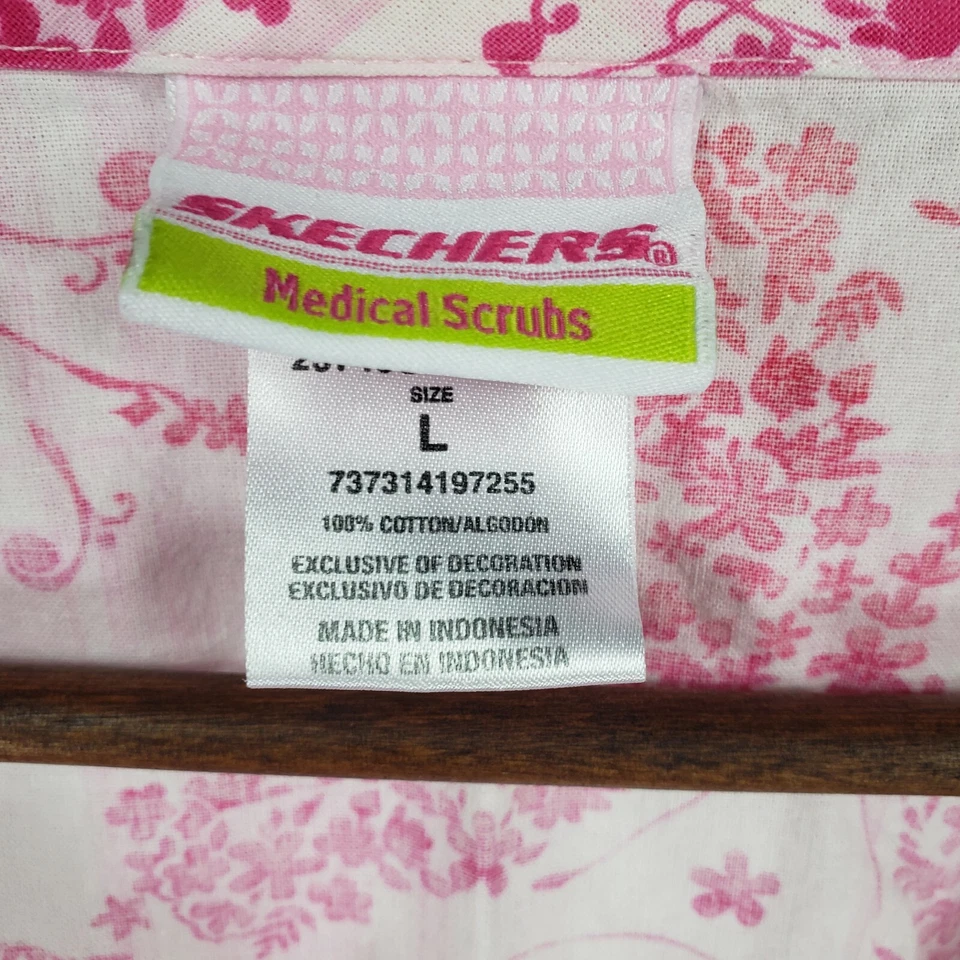 SKECHERS®
Medical Scrubs
SIZE
L
737314197255
100% COTTON/ALGODÓN
EXCLUSIVE OF DECORATION
EXCLUSIVO DE DECORACION
MADE IN INDONESIA
HECHO EN INDONESIA